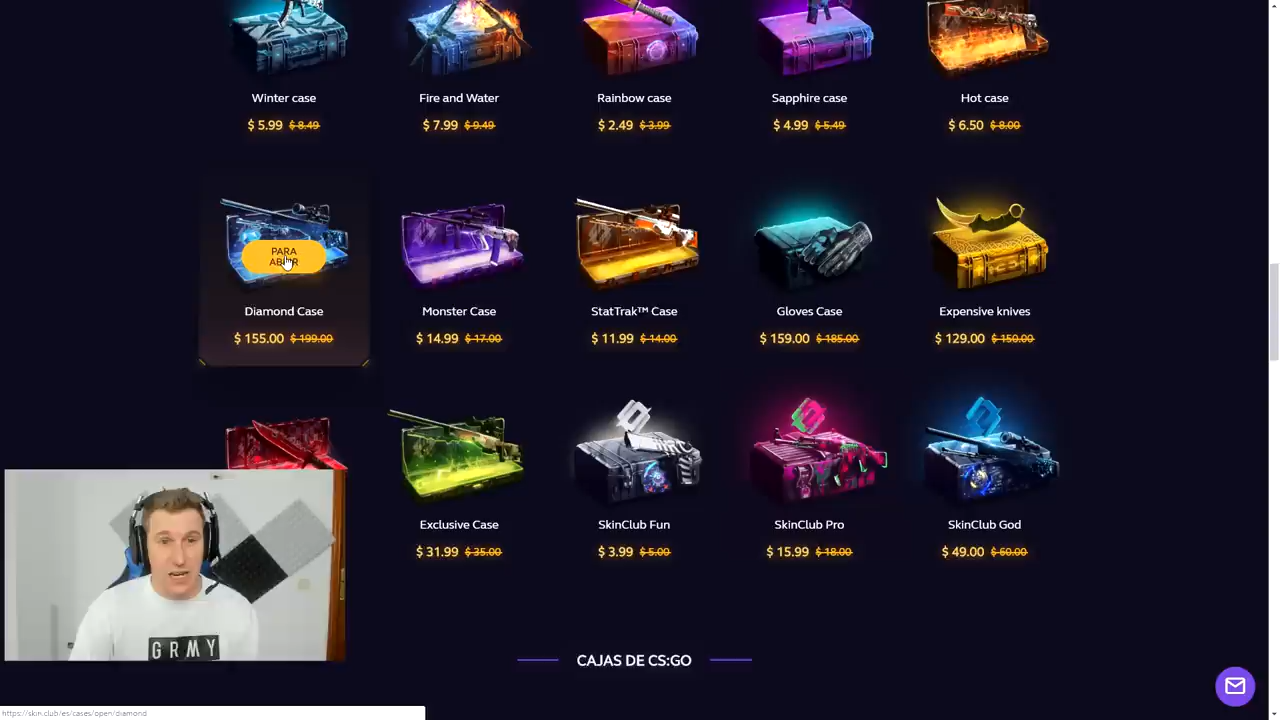 Winter case
Fire and Water
Rainbow case
Sapphire case
Hot case
$ 5.99 $ 8.49
$ 7.99 $ 9.49
$ 2.49 $ 3.99
$ 4.99 $ 5.49
$ 6.50 $ 8.00
PARA
ABRIR
Diamond Case
Monster Case
StatTrak™ Case
Gloves Case
Expensive knives
$ 155.00 $ 199.00
$ 14.99 $ 17.00
$ 11.99 $ 14.00
$ 159.00 $ 185.00
$ 129.00 $ 150.00
Exclusive Case
SkinClub Fun
SkinClub Pro
SkinClub God
$ 31.99 $ 35.00
$ 3.99 $ 5.00
$ 15.99 $ 18.00
$ 49.00 $ 60.00
GRMY
CAJAS DE CS:GO
https://skin.club/es/cases/open/diamond